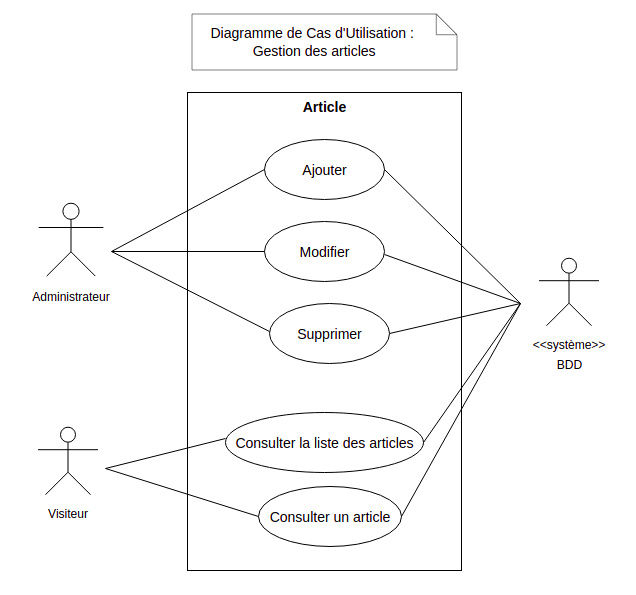 Diagramme de Cas d'Utilisation :
Gestion des articles
Article
Ajouter
Modifier
Supprimer
Consulter la liste des articles
Consulter un article
Administrateur
Visiteur
<<système>>
BDD